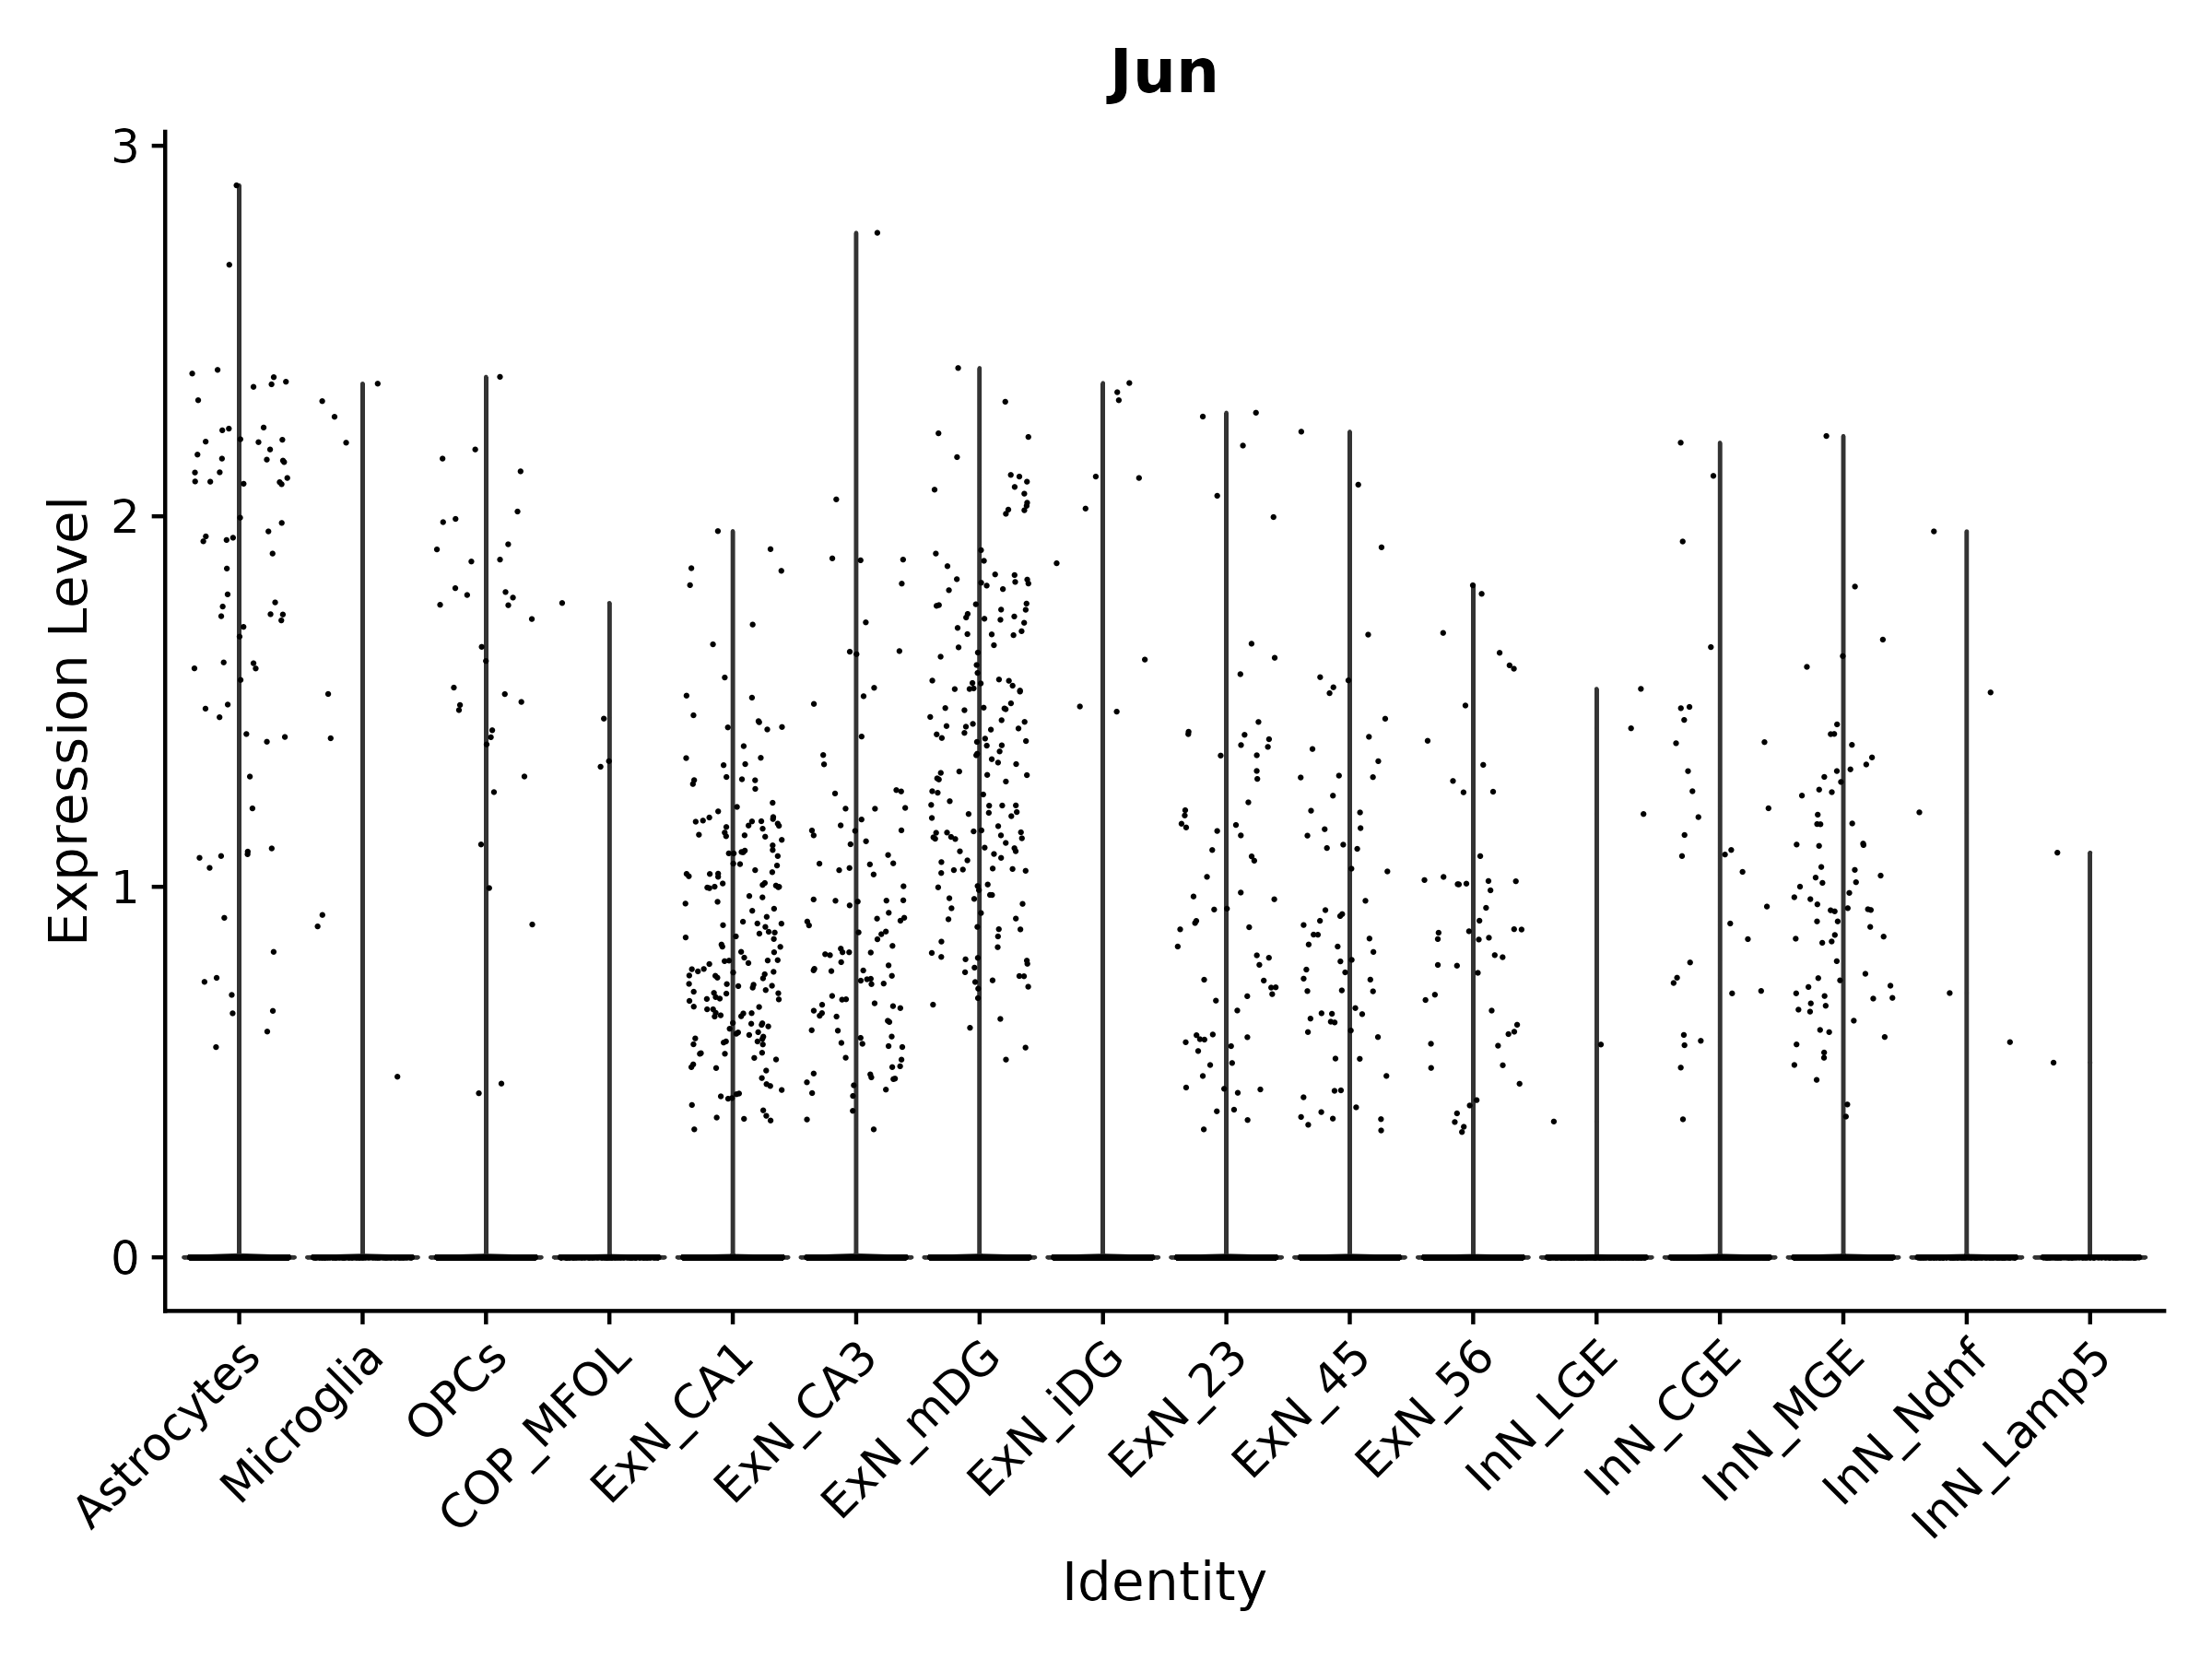 Jun
Expression Level
3
2
1
0
Astrocytes
Microglia
OPCs
COP_MFOL
ExN_CA1
ExN_CA3
ExN_mDG
ExN_iDG
ExN_23
ExN_45
ExN_56
InN_LGE
InN_CGE
InN_MGE
InN_Ndnf
InN_Lamp5
Identity